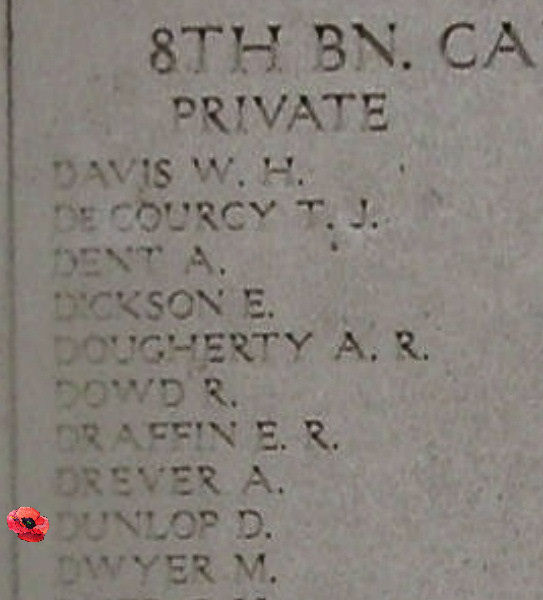 8TH BN. CA
PRIVATE
DAVIS W. H.
DE COURCY T. J.
DENT A.
DICKSON E.
DOUGHERTY A. R.
DOWD R.
DRAFFIN E. R.
DREVER A.
DUNLOP D.
DWYER M.